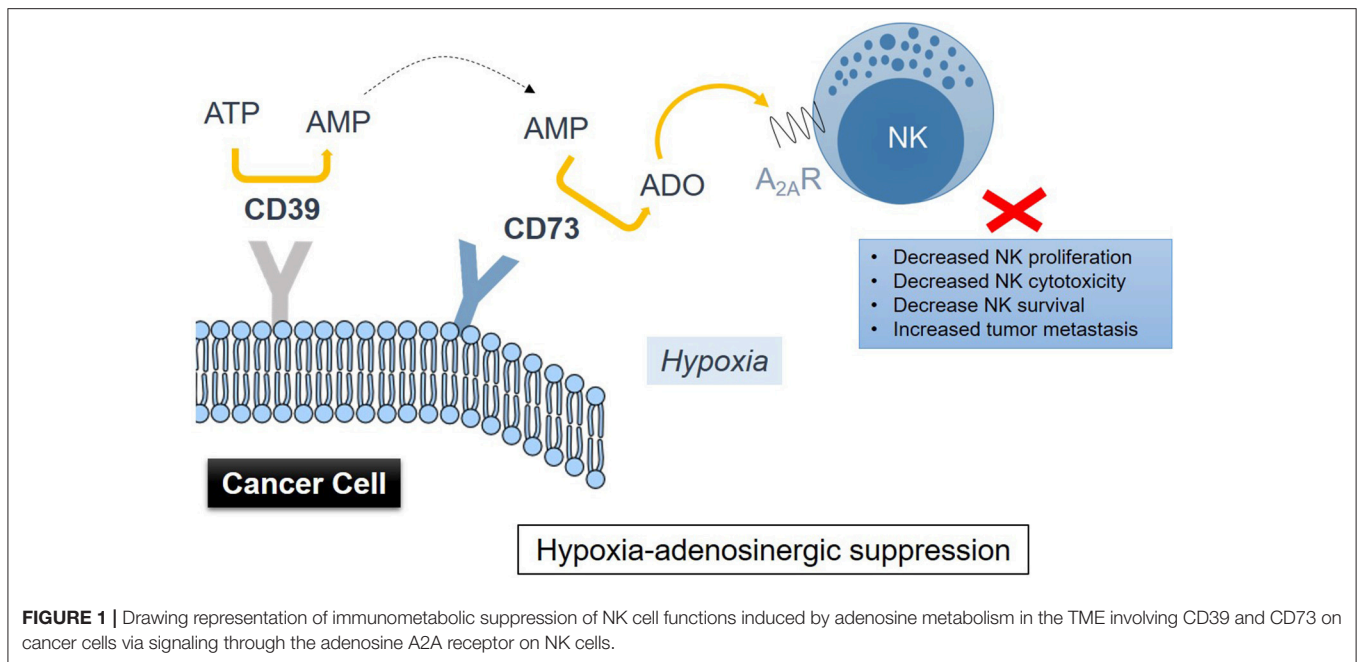 ATP
AMP
CD39
AMP
CD73
ADO
A2AR
NK
• Decreased NK proliferation
• Decreased NK cytotoxicity
• Decrease NK survival
• Increased tumor metastasis
Hypoxia
Cancer Cell
Hypoxia-adenosinergic suppression
FIGURE 1 | Drawing representation of immunometabolic suppression of NK cell functions induced by adenosine metabolism in the TME involving CD39 and CD73 on
cancer cells via signaling through the adenosine A2A receptor on NK cells.